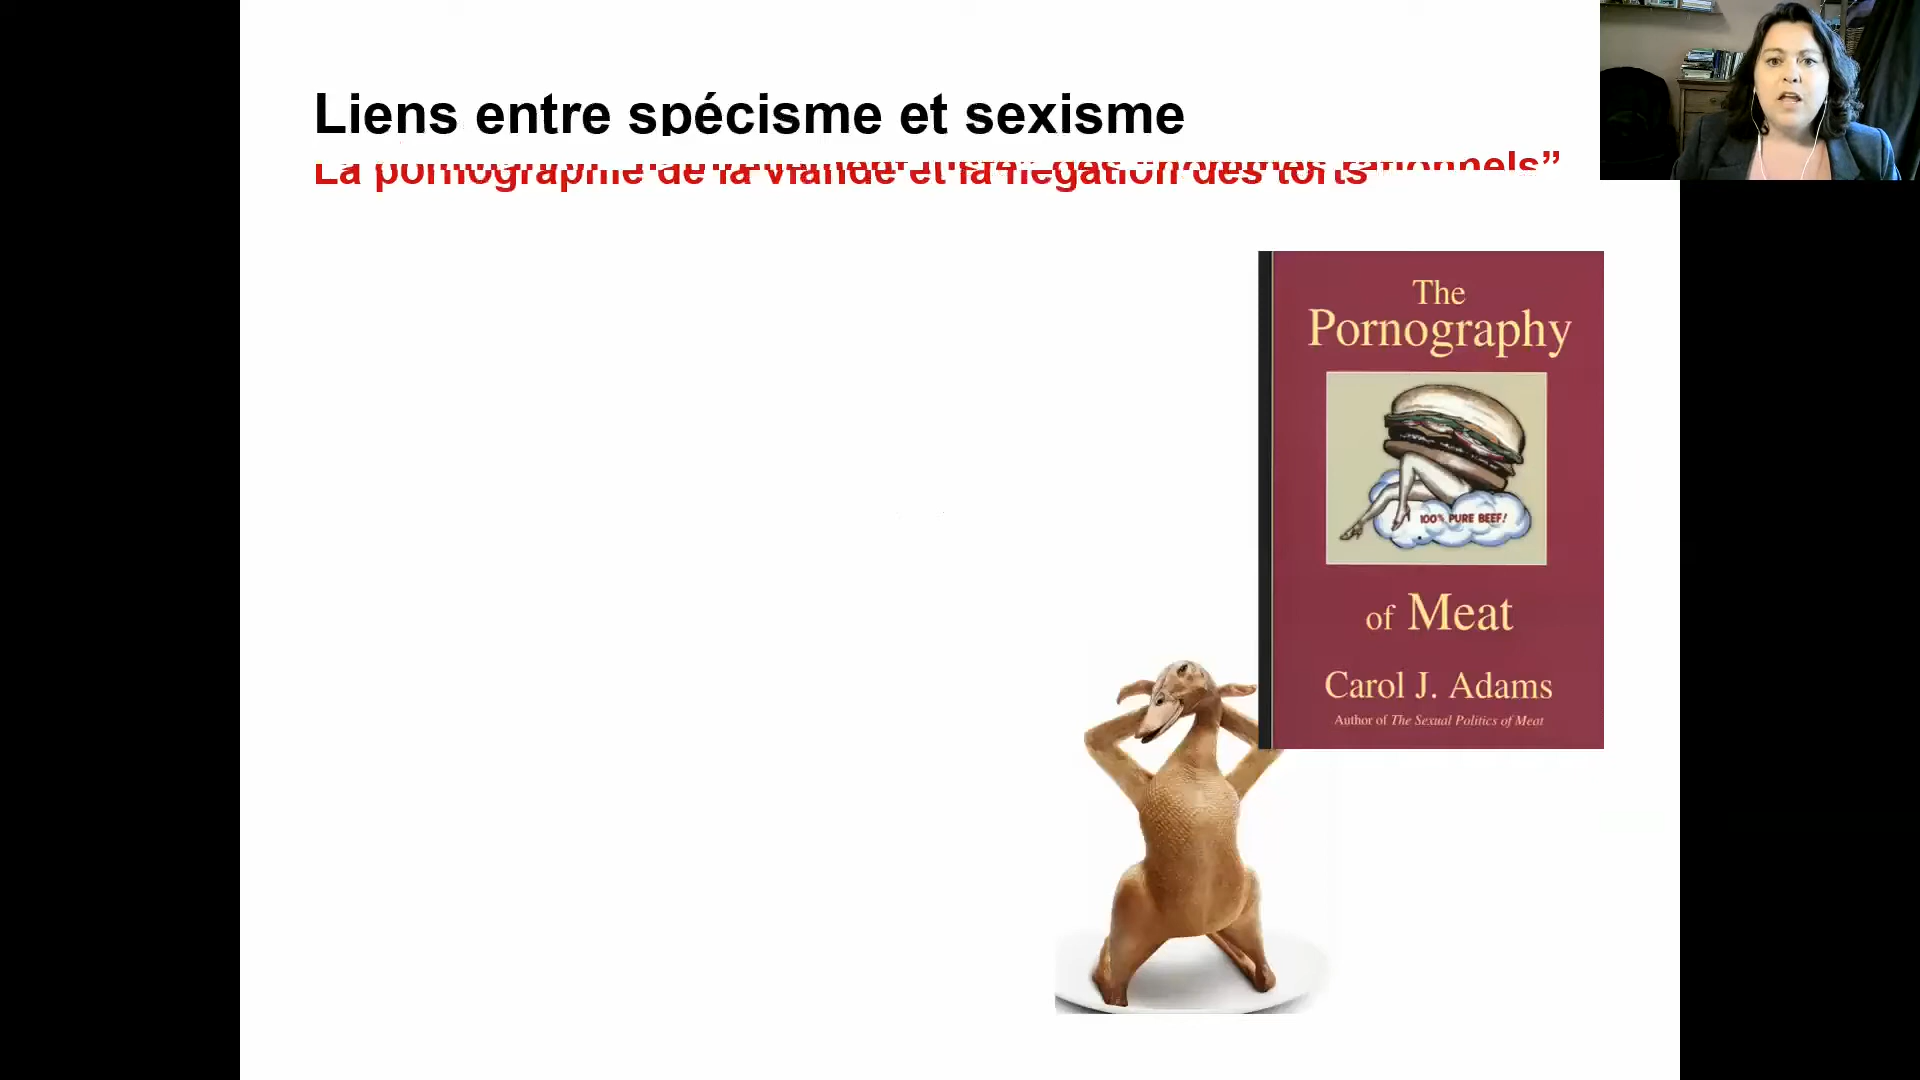 Liens entre spécisme et sexisme
La pornographie de la viande et la négation des torts
rationnels”
The
Pornography
100% PURE BEEF!
of Meat
Carol J. Adams
Author of The Sexual Politics of Meat